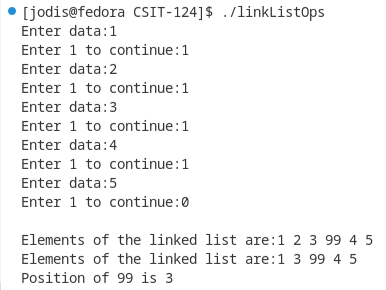 [jodis@fedora CSIT-124]$ ./linkListOps
Enter data:1
Enter 1 to continue:1
Enter data:2
Enter 1 to continue:1
Enter data:3
Enter 1 to continue:1
Enter data:4
Enter 1 to continue:1
Enter data:5
Enter 1 to continue:0

Elements of the linked list are:1 2 3 99 4 5
Elements of the linked list are:1 3 99 4 5
Position of 99 is 3